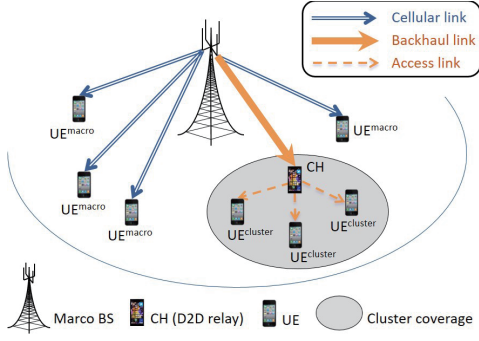 Cellular link
Backhaul link
Access link
UEmacro
UEmacro
CH
UEmacro
UEmacro
UEcluster
UEcluster
UEcluster
Marco BS
CH (D2D relay)
UE
Cluster coverage